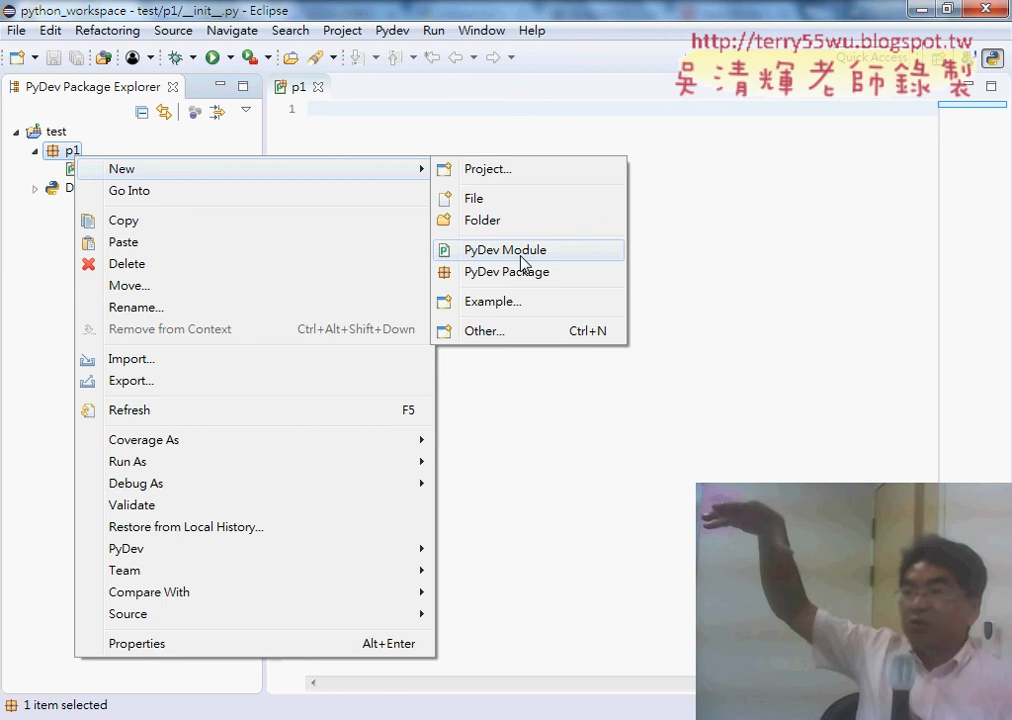 python_workspace - test/p1/__init__.py - Eclipse
File Edit Refactoring Source Navigate Search Project Pydev Run Window Help
http://terry55wu.blogspot.tw
Quick Access
吳清輝老師錄製
PyDev Package Explorer
p1
1
test
p1
D
New
Go Into
Copy
Paste
Delete
Move...
Rename...
Remove from Context Ctrl+Alt+Shift+Down
Import...
Export...
Refresh F5
Coverage As
Run As
Debug As
Validate
Restore from Local History...
PyDev
Team
Compare With
Source
Properties Alt+Enter
Project...
File
Folder
PyDev Module
PyDev Package
Example...
Other... Ctrl+N
1 item selected